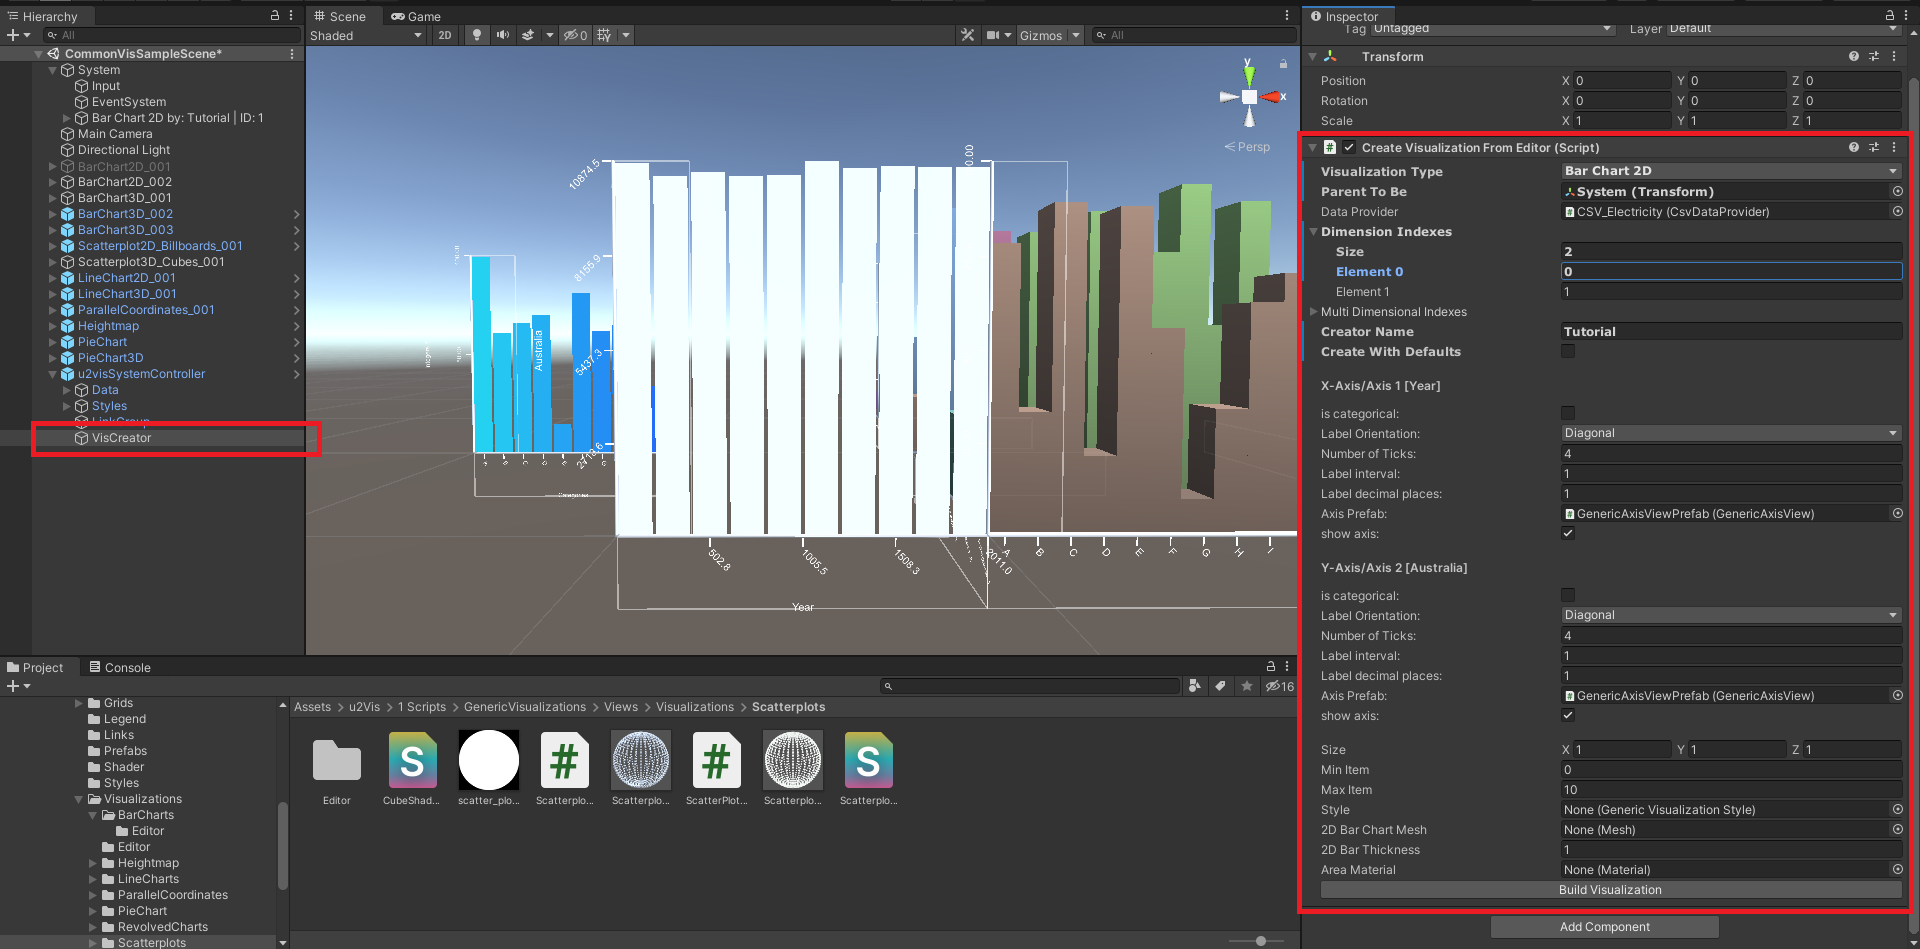 Hierarchy
All
CommonVisSampleScene*
System
Input
EventSystem
Bar Chart 2D by: Tutorial | ID: 1
Main Camera
Directional Light
BarChart2D_001
BarChart2D_002
BarChart3D_001
BarChart3D_002
BarChart3D_003
Scatterplot2D_Billboards_001
Scatterplot3D_Cubes_001
LineChart2D_001
LineChart3D_001
ParallelCoordinates_001
Heightmap
PieChart
PieChart3D
u2visSystemController
Data
Styles
LinkGroup
VisCreator
Scene
Game
Shaded
2D
0
Gizmos
All
y
x
Persp
10874.5
8155.9
5437.3
2718.6
Australia
0.00
502.8
1005.5
1508.3
2011.0
Year
Categories
A
B
C
D
E
F
G
H
I
Inspector
Tag Untagged
Layer Default
Transform
Position X 0 Y 0 Z 0
Rotation X 0 Y 0 Z 0
Scale X 1 Y 1 Z 1
Create Visualization From Editor (Script)
Visualization Type Bar Chart 2D
Parent To Be System (Transform)
Data Provider CSV_Electricity (CsvDataProvider)
Dimension Indexes
Size 2
Element 0 0
Element 1 1
Multi Dimensional Indexes
Creator Name Tutorial
Create With Defaults
X-Axis/Axis 1 [Year]
is categorical:
Label Orientation: Diagonal
Number of Ticks: 4
Label interval: 1
Label decimal places: 1
Axis Prefab: GenericAxisViewPrefab (GenericAxisView)
show axis:
Y-Axis/Axis 2 [Australia]
is categorical:
Label Orientation: Diagonal
Number of Ticks: 4
Label interval: 1
Label decimal places: 1
Axis Prefab: GenericAxisViewPrefab (GenericAxisView)
show axis:
Size X 1 Y 1 Z 1
Min Item 0
Max Item 10
Style None (Generic Visualization Style)
2D Bar Chart Mesh None (Mesh)
2D Bar Thickness 1
Area Material None (Material)
Build Visualization
Add Component
Project
Console
16
Grids
Legend
Links
Prefabs
Shader
Styles
Visualizations
BarCharts
Editor
Editor
Heightmap
LineCharts
ParallelCoordinates
PieChart
RevolvedCharts
Scatterplots
Assets > u2Vis > 1 Scripts > GenericVisualizations > Views > Visualizations > Scatterplots
Editor
CubeShad...
scatter_plo...
Scatterplo...
Scatterplo...
ScatterPlot...
Scatterplo...
Scatterplo...